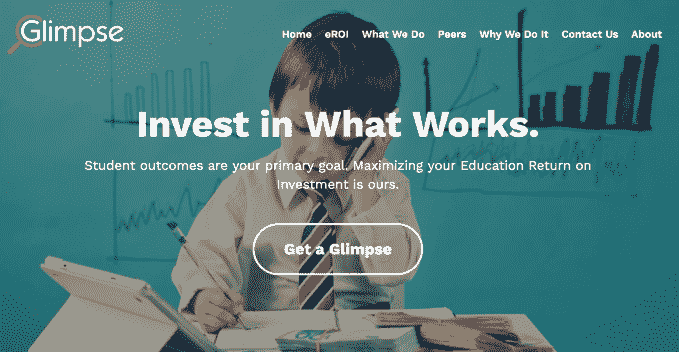 Glimpse
Home eROI What We Do Peers Why We Do It Contact Us About
Invest in What Works.
Student outcomes are your primary goal. Maximizing your Education Return on
Investment is ours.
Get a Glimpse